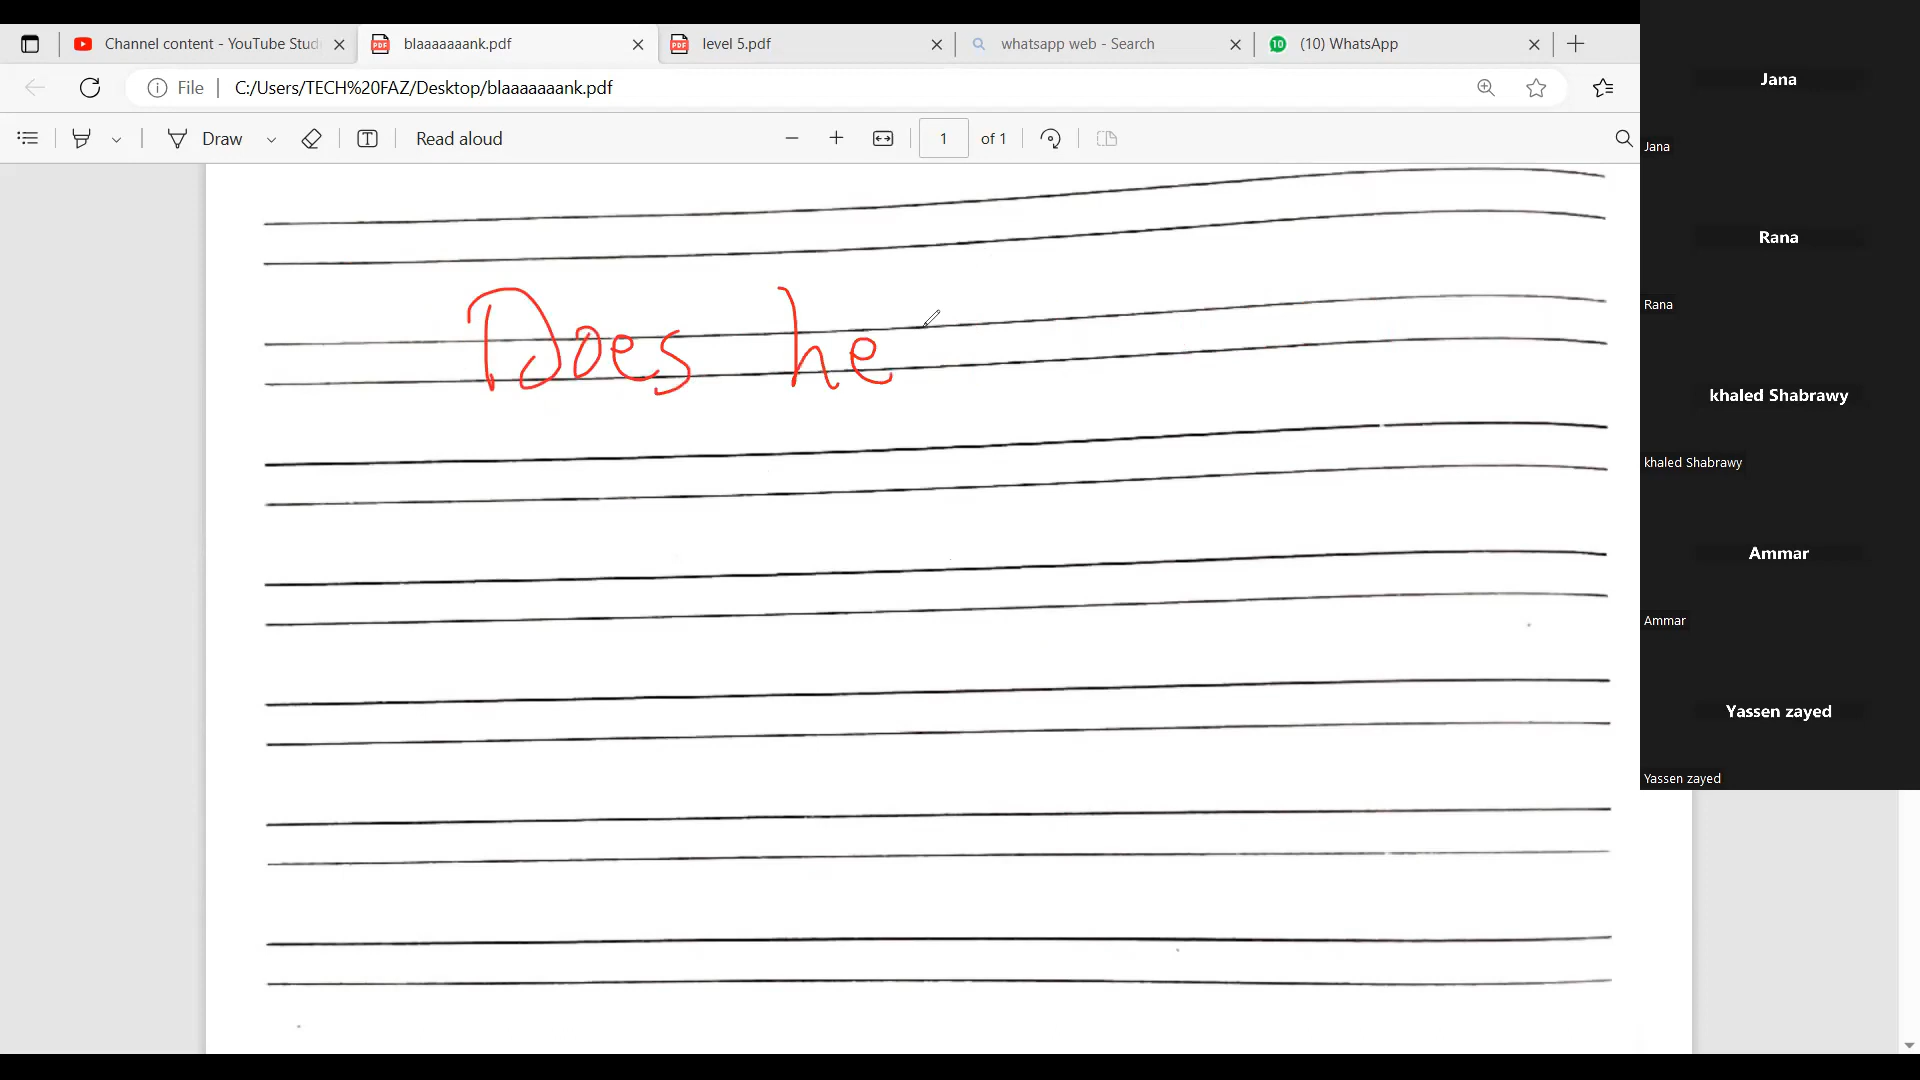 Channel content - YouTube Stud
blaaaaaaank.pdf
level 5.pdf
whatsapp web - Search
10
(10) WhatsApp
File
C:/Users/TECH%20FAZ/Desktop/blaaaaaaank.pdf
Draw
Read aloud
1
of 1
Does he
Jana
Jana
Rana
Rana
khaled Shabrawy
khaled Shabrawy
Ammar
Ammar
Yassen zayed
Yassen zayed